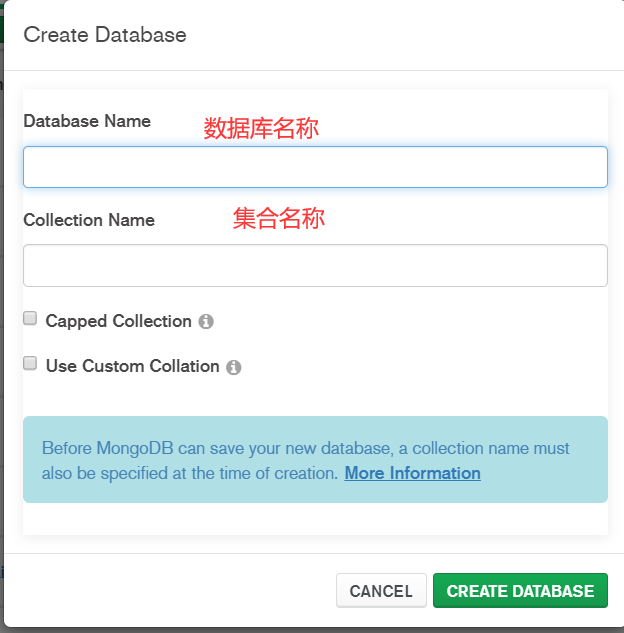 Create Database
Database Name
数据库名称
Collection Name
集合名称
Capped Collection
Use Custom Collation
Before MongoDB can save your new database, a collection name must
also be specified at the time of creation. More Information
CANCEL
CREATE DATABASE